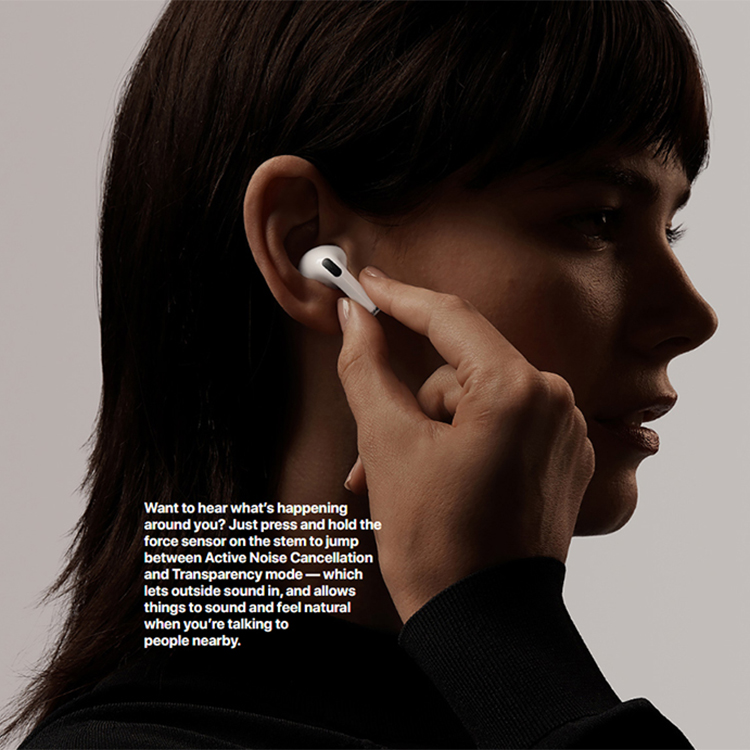 Want to hear what’s happening
around you? Just press and hold the
force sensor on the stem to jump
between Active Noise Cancellation
and Transparency mode — which
lets outside sound in, and allows
things to sound and feel natural
when you’re talking to
people nearby.